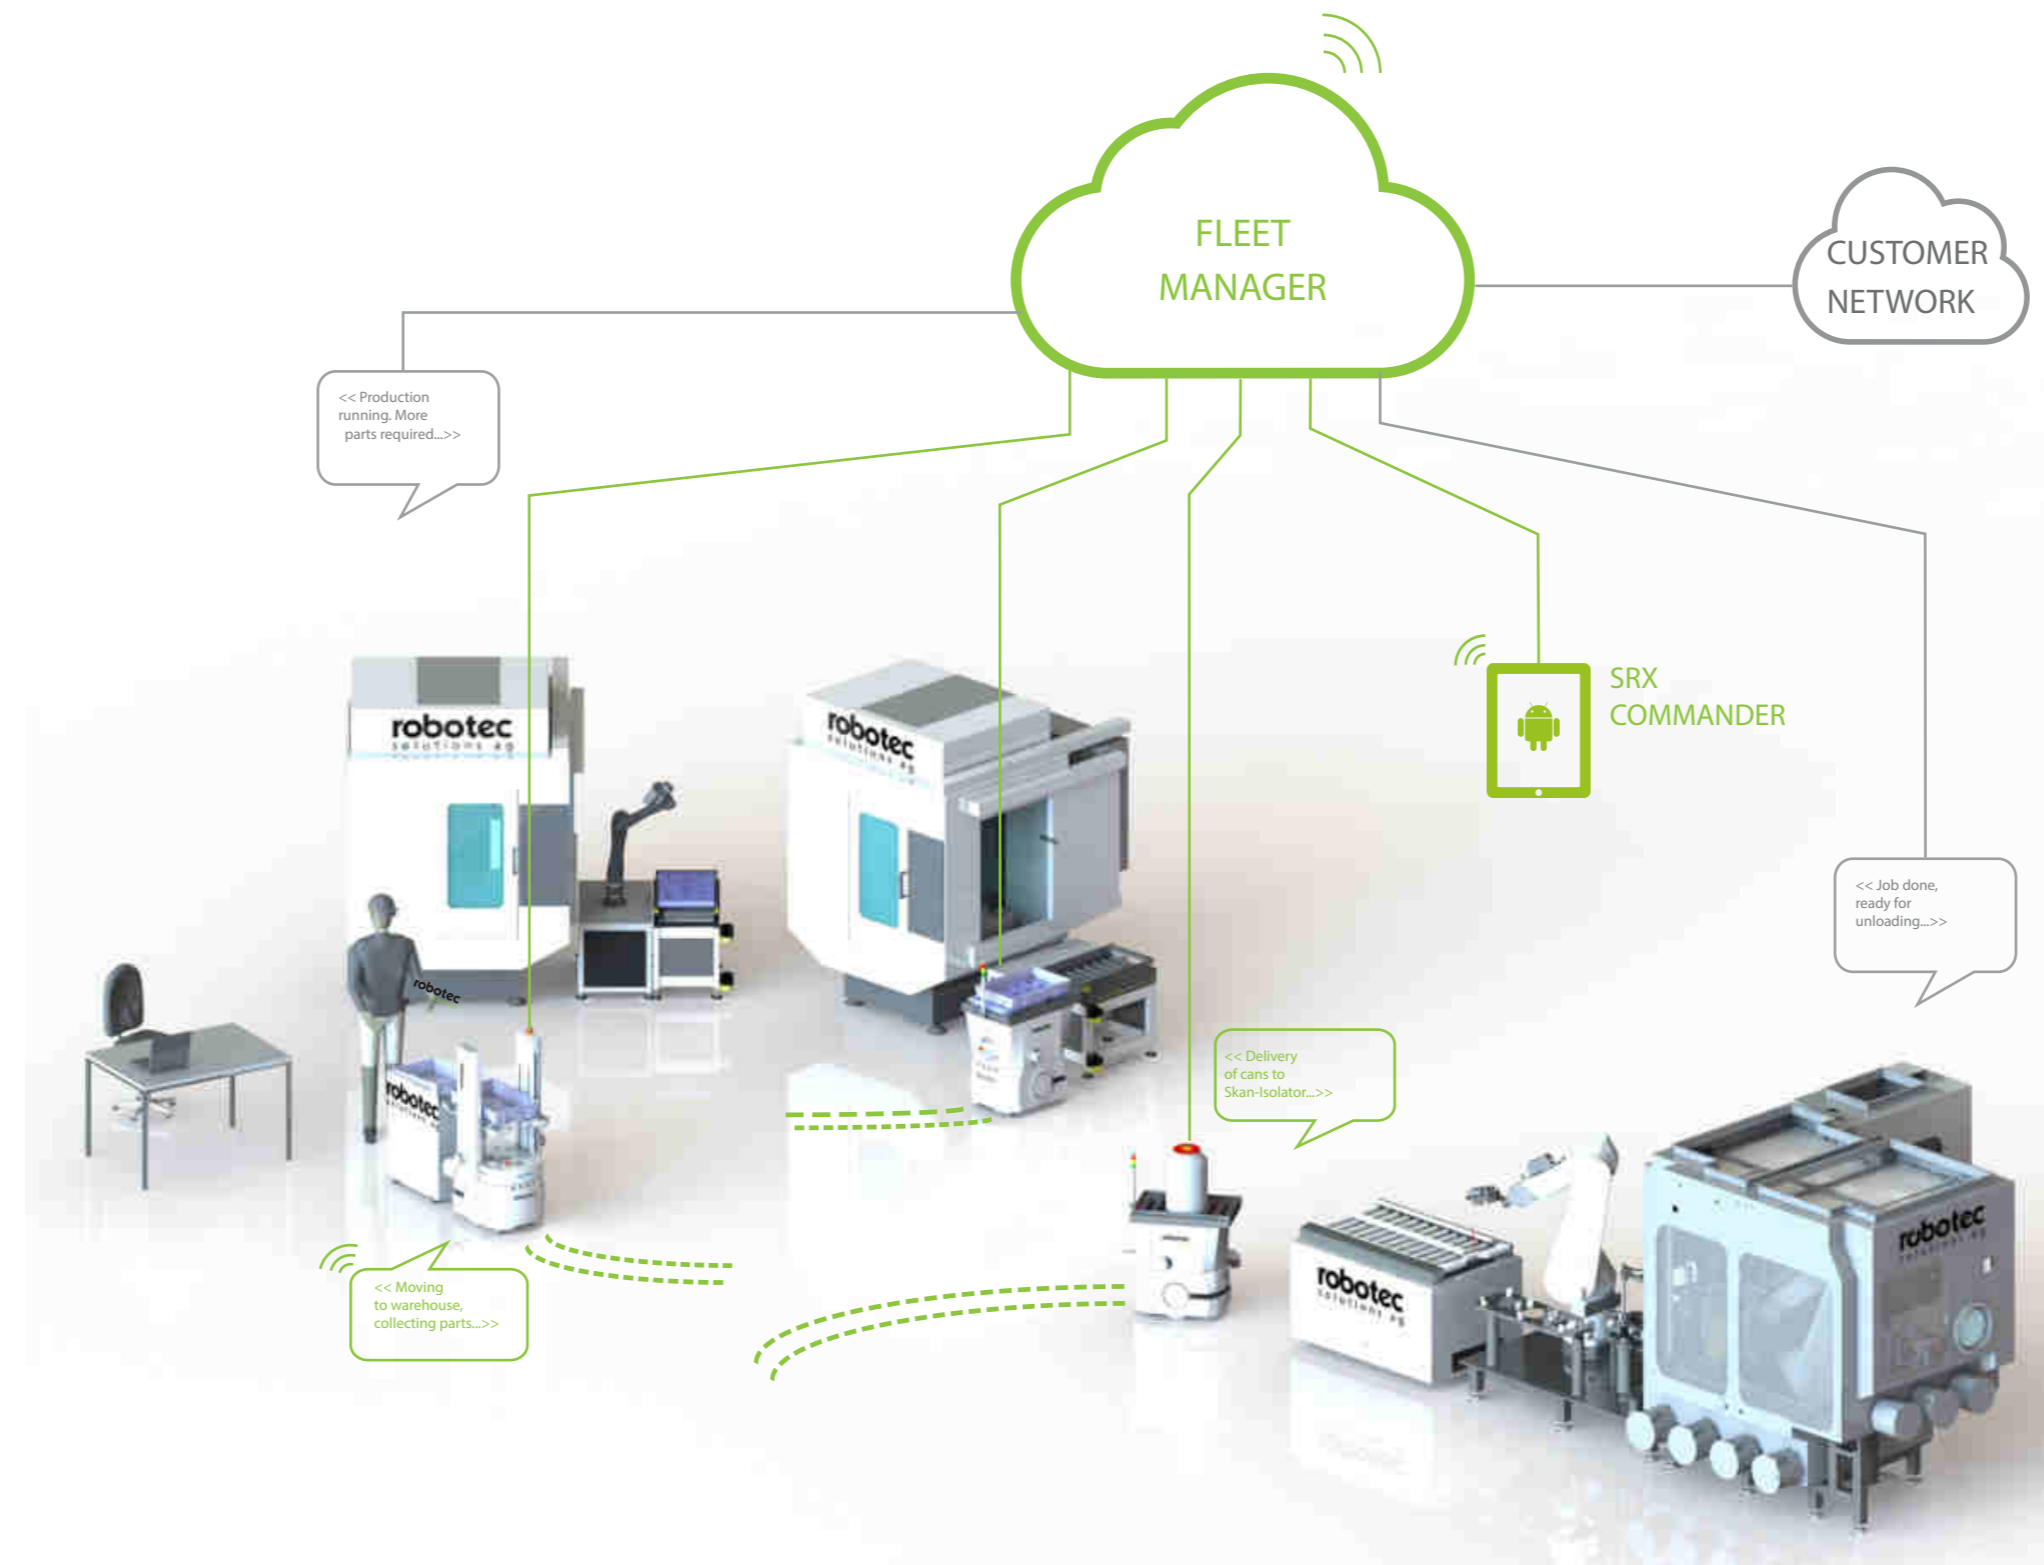 FLEET
MANAGER
CUSTOMER
NETWORK
<< Production
running. More
parts required...>>
SRX
COMMANDER
robotec
solutions ag
robotec
solutions ag
<< Job done,
ready for
unloading...>>
robotec
<< Delivery
of cans to
Skan-Isolator...>>
robotec
solutions ag
robotec
solutions ag
robotec
solutions ag
<< Moving
to warehouse,
collecting parts...>>